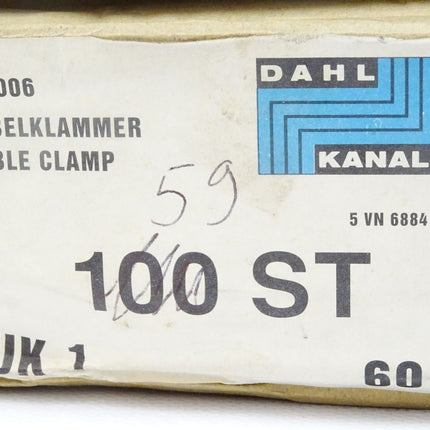 DAHL
KANAL
006
BELKLAMMER
BLE CLAMP
59
5 VN 6884
100 ST
UK 1
60